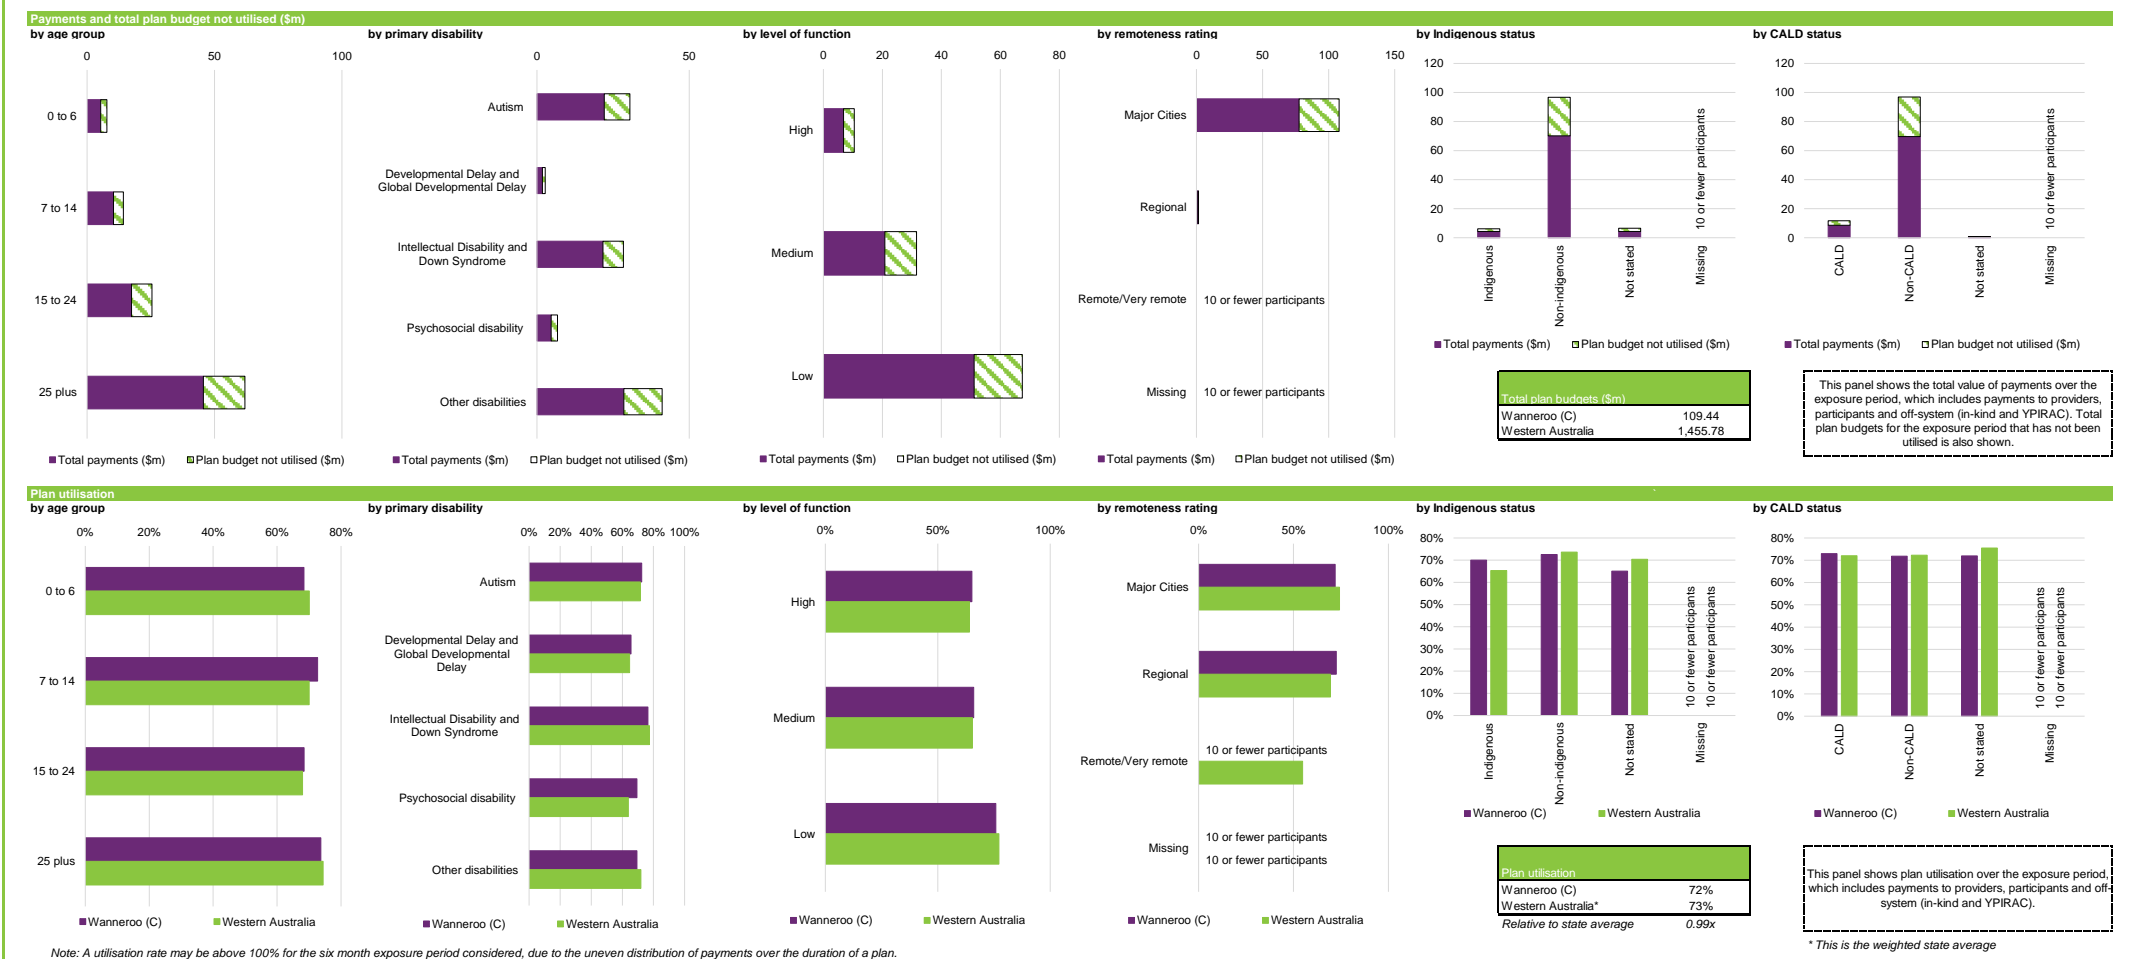 Payments and total plan budget not utilised ($m)
by age group
0
50
100
0 to 6
7 to 14
15 to 24
25 plus
Total payments ($m)
Plan budget not utilised ($m)
by primary disability
0
50
Autism
Developmental Delay and
Global Developmental Delay
Intellectual Disability and
Down Syndrome
Psychosocial disability
Other disabilities
Total payments ($m)
Plan budget not utilised ($m)
by level of function
0
20
40
60
80
High
Medium
Low
Total payments ($m)
Plan budget not utilised ($m)
by remoteness rating
0
50
100
150
Major Cities
Regional
Remote/Very remote
10 or fewer participants
Missing
10 or fewer participants
Total payments ($m)
Plan budget not utilised ($m)
by Indigenous status
120
100
80
60
40
20
0
10 or fewer participants
Indigenous
Non-indigenous
Not stated
Missing
Total payments ($m)
Plan budget not utilised ($m)
Total plan budgets ($m)
Wanneroo (C) 109.44
Western Australia 1,455.78
by CALD status
120
100
80
60
40
20
0
10 or fewer participants
CALD
Non-CALD
Not stated
Missing
Total payments ($m)
Plan budget not utilised ($m)
This panel shows the total value of payments over the
exposure period, which includes payments to providers,
participants and off-system (in-kind and YPIRAC). Total
plan budgets for the exposure period that has not been
utilised is also shown.
Plan utilisation
by age group
0%
20%
40%
60%
80%
0 to 6
7 to 14
15 to 24
25 plus
Wanneroo (C)
Western Australia
by primary disability
0%
20%
40%
60%
80%
100%
Autism
Developmental Delay and
Global Developmental
Delay
Intellectual Disability and
Down Syndrome
Psychosocial disability
Other disabilities
Wanneroo (C)
Western Australia
by level of function
0%
50%
100%
High
Medium
Low
Wanneroo (C)
Western Australia
by remoteness rating
0%
50%
100%
Major Cities
Regional
Remote/Very remote
10 or fewer participants
Missing
10 or fewer participants
10 or fewer participants
Wanneroo (C)
Western Australia
by Indigenous status
80%
70%
60%
50%
40%
30%
20%
10%
0%
10 or fewer participants
10 or fewer participants
Indigenous
Non-indigenous
Not stated
Missing
Wanneroo (C)
Western Australia
Plan utilisation
Wanneroo (C) 72%
Western Australia* 73%
Relative to state average 0.99x
by CALD status
80%
70%
60%
50%
40%
30%
20%
10%
0%
10 or fewer participants
10 or fewer participants
CALD
Non-CALD
Not stated
Missing
Wanneroo (C)
Western Australia
This panel shows plan utilisation over the exposure period,
which includes payments to providers, participants and off-
system (in-kind and YPIRAC).
* This is the weighted state average
Note: A utilisation rate may be above 100% for the six month exposure period considered, due to the uneven distribution of payments over the duration of a plan.